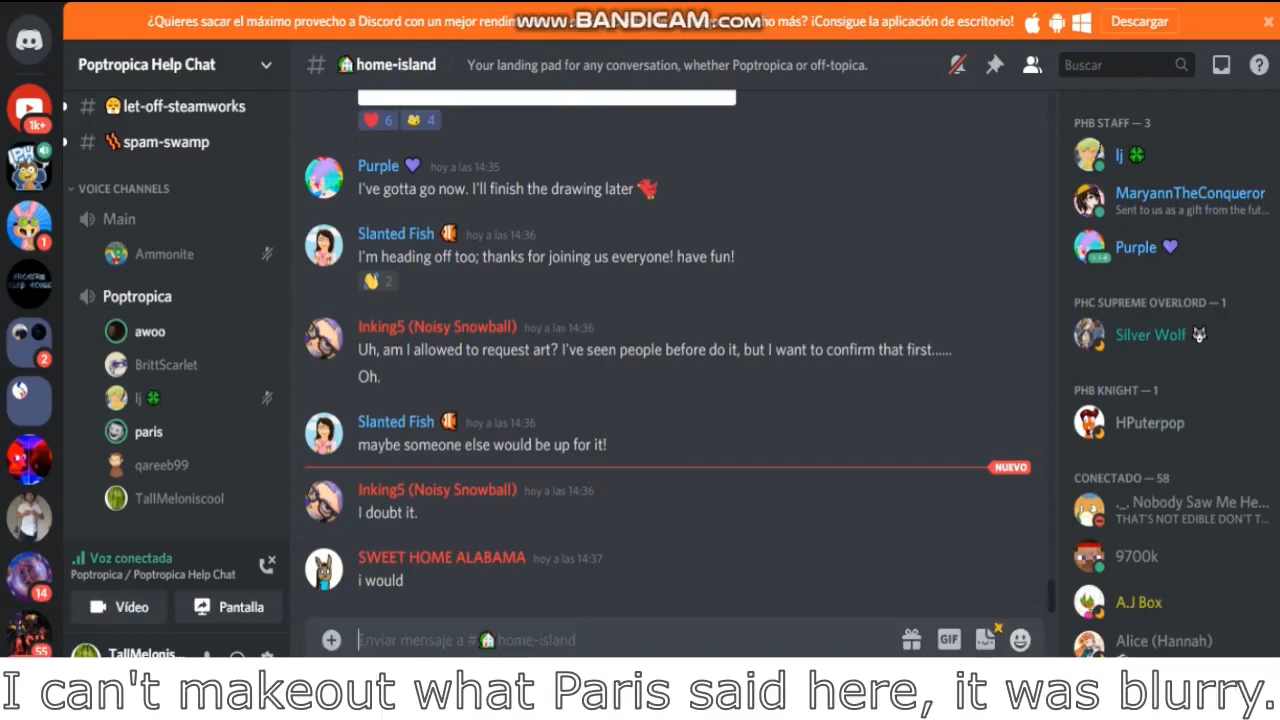 ¿Quieres sacar el máximo provecho a Discord con un mejor rendim
www.BANDICAM.com
ho más? ¡Consigue la aplicación de escritorio!
Descargar
Poptropica Help Chat
# let-off-steamworks
# spam-swamp
VOICE CHANNELS
Main
Ammonite
Poptropica
awoo
BrittScarlet
lj
paris
qareeb99
TallMeloniscool
Voz conectada
Poptropica / Poptropica Help Chat
Vídeo
Pantalla
TallMelonis...
1K+
1
2
14
55
# home-island
Your landing pad for any conversation, whether Poptropica or off-topica.
Buscar
6 4
Purple hoy a las 14:35
I've gotta go now. I'll finish the drawing later
Slanted Fish hoy a las 14:36
I'm heading off too; thanks for joining us everyone! have fun!
2
Inking5 (Noisy Snowball) hoy a las 14:36
Uh, am I allowed to request art? I've seen people before do it, but I want to confirm that first......
Oh.
Slanted Fish hoy a las 14:36
maybe someone else would be up for it!
NUEVO
Inking5 (Noisy Snowball) hoy a las 14:36
I doubt it.
SWEET HOME ALABAMA hoy a las 14:37
i would
Enviar mensaje a # home-island
GIF
PHB STAFF — 3
lj
MaryannTheConqueror
Sent to us as a gift from the fut...
Purple
PHC SUPREME OVERLORD — 1
Silver Wolf
PHB KNIGHT — 1
HPuterpop
CONECTADO — 58
._. Nobody Saw Me He...
THAT'S NOT EDIBLE DON'T T...
9700k
A.J Box
Alice (Hannah)
I can't makeout what Paris said here, it was blurry.